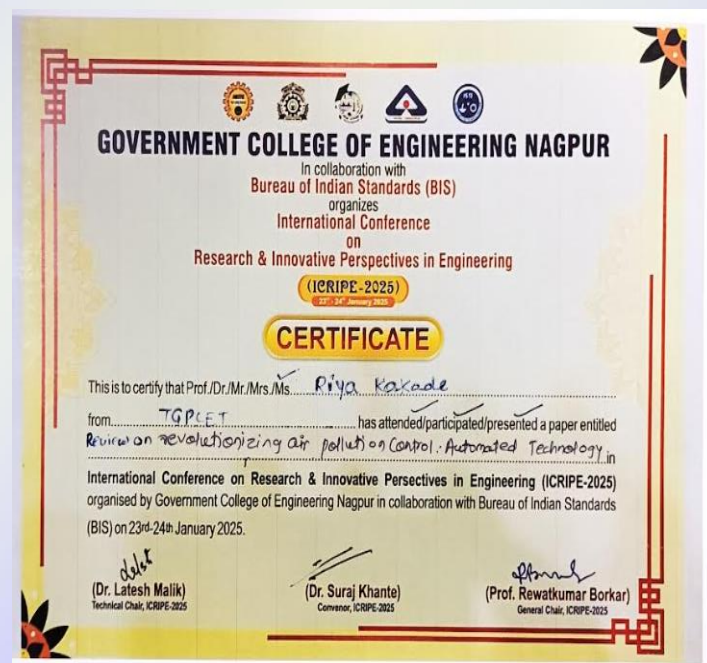 GOVERNMENT COLLEGE OF ENGINEERING NAGPUR
In collaboration with
Bureau of Indian Standards (BIS)
organizes
International Conference
on
Research & Innovative Perspectives in Engineering
(ICRIPE-2025)
23rd - 24th January 2025
CERTIFICATE
This is to certify that Prof./Dr./Mr./Mrs./Ms. Riya Kakade
from TGPCET has attended/participated/presented a paper entitled
Review on revolutionizing air pollution Control: Automated Technology in
International Conference on Research & Innovative Persectives in Engineering (ICRIPE-2025)
organised by Government College of Engineering Nagpur in collaboration with Bureau of Indian Standards
(BIS) on 23rd-24th January 2025.
(Dr. Latesh Malik) (Dr. Suraj Khante) (Prof. Rewatkumar Borkar)
Technical Chair, ICRIPE-2025 Convenor, ICRIPE-2025 General Chair, ICRIPE-2025